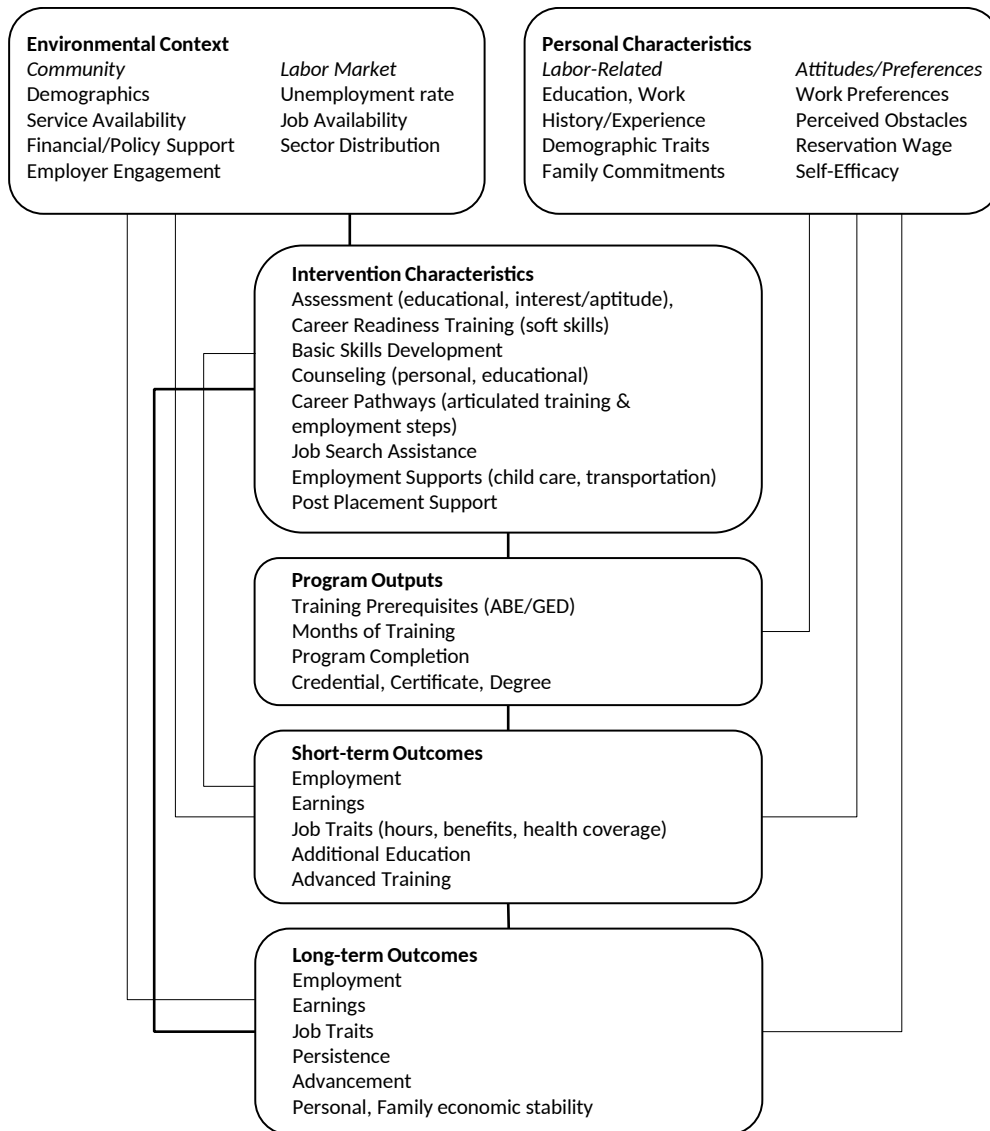 Environmental Context
Community
Demographics
Service Availability
Financial/Policy Support
Employer Engagement
Labor Market
Unemployment rate
Job Availability
Sector Distribution
Personal Characteristics
Labor-Related
Education, Work
History/Experience
Demographic Traits
Family Commitments
Attitudes/Preferences
Work Preferences
Perceived Obstacles
Reservation Wage
Self-Efficacy
Intervention Characteristics
Assessment (educational, interest/aptitude),
Career Readiness Training (soft skills)
Basic Skills Development
Counseling (personal, educational)
Career Pathways (articulated training &
employment steps)
Job Search Assistance
Employment Supports (child care, transportation)
Post Placement Support
Program Outputs
Training Prerequisites (ABE/GED)
Months of Training
Program Completion
Credential, Certificate, Degree
Short-term Outcomes
Employment
Earnings
Job Traits (hours, benefits, health coverage)
Additional Education
Advanced Training
Long-term Outcomes
Employment
Earnings
Job Traits
Persistence
Advancement
Personal, Family economic stability